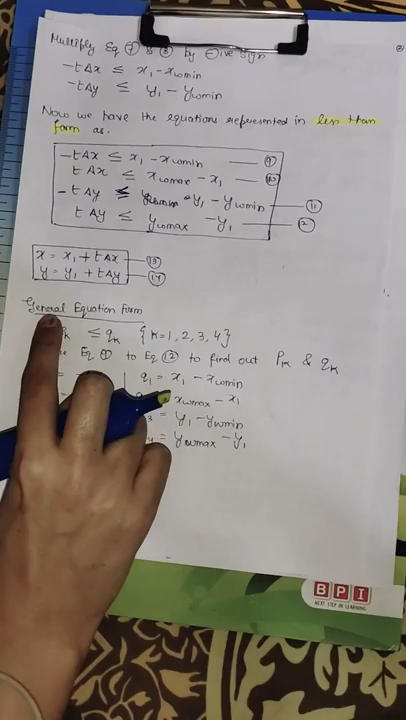 Multiply Eq ⑦ & ⑧ by -ive sign
-tΔx ≤ x₁ - xwmin
-tΔy ≤ y₁ - ywmin
Now we have the equations represented in less than
form as.
-tΔx ≤ x₁ - xwmin — ⑨
tΔx ≤ xwmax - x₁ — ⑩
-tΔy ≤ y₁ - ywmin — ⑪
tΔy ≤ ywmax - y₁ — ②
x = x₁ + tΔx — ⑬
y = y₁ + tΔy — ⑭
General Equation form
k ≤ qk {k=1, 2, 3, 4}
Eq to Eq ⑫ to find out Pk & qk
= q₁ = x₁ - xwmin
= xwmax - x₁
3 = y₁ - ywmin
= ywmax - y₁
BPI
NEXT STEP IN LEARNING